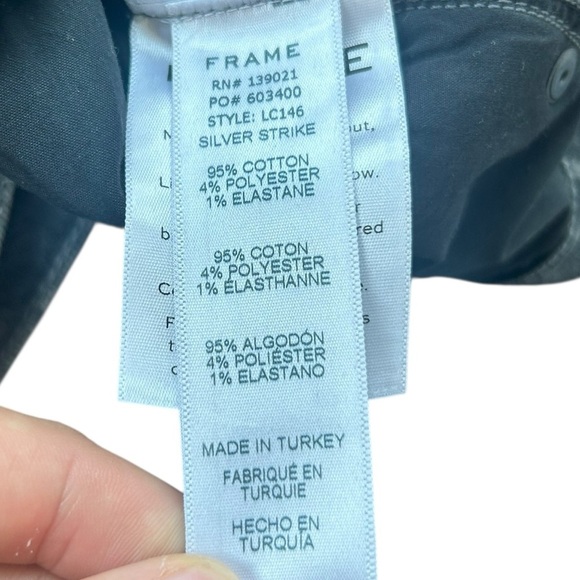 FRAME
RN# 139021
PO# 603400
STYLE: LC146
SILVER STRIKE
95% COTTON
4% POLYESTER
1% ELASTANE
95% COTON
4% POLYESTER
1% ÉLASTHANNE
95% ALGODÓN
4% POLIÉSTER
1% ELASTANO
MADE IN TURKEY
FABRIQUÉ EN
TURQUIE
HECHO EN
TURQUÍA